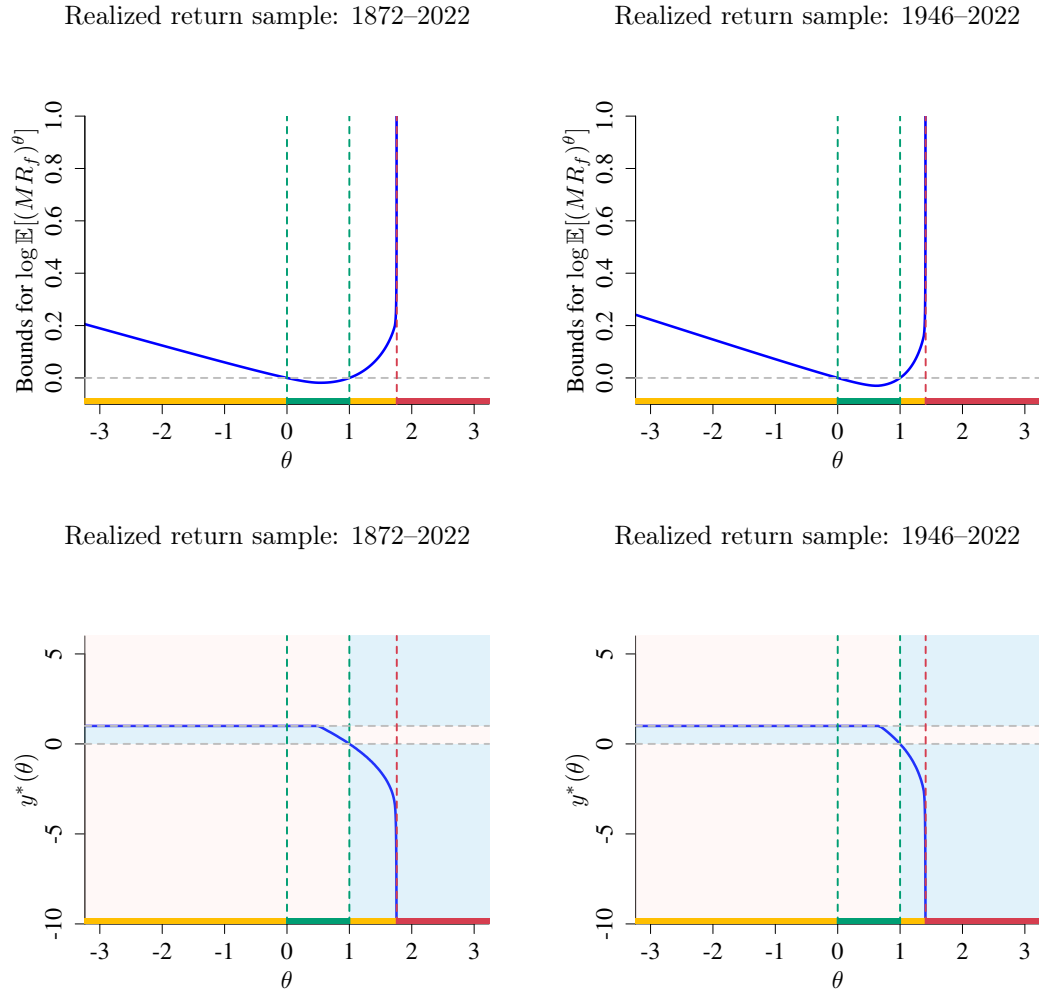 Realized return sample: 1872–2022
Bounds for log 𝔼[(MR_f)^θ]
1.0
0.8
0.6
0.4
0.2
0.0
-3 -2 -1 0 1 2 3
θ
Realized return sample: 1946–2022
Bounds for log 𝔼[(MR_f)^θ]
1.0
0.8
0.6
0.4
0.2
0.0
-3 -2 -1 0 1 2 3
θ
Realized return sample: 1872–2022
y*(θ)
5
0
-5
-10
-3 -2 -1 0 1 2 3
θ
Realized return sample: 1946–2022
y*(θ)
5
0
-5
-10
-3 -2 -1 0 1 2 3
θ